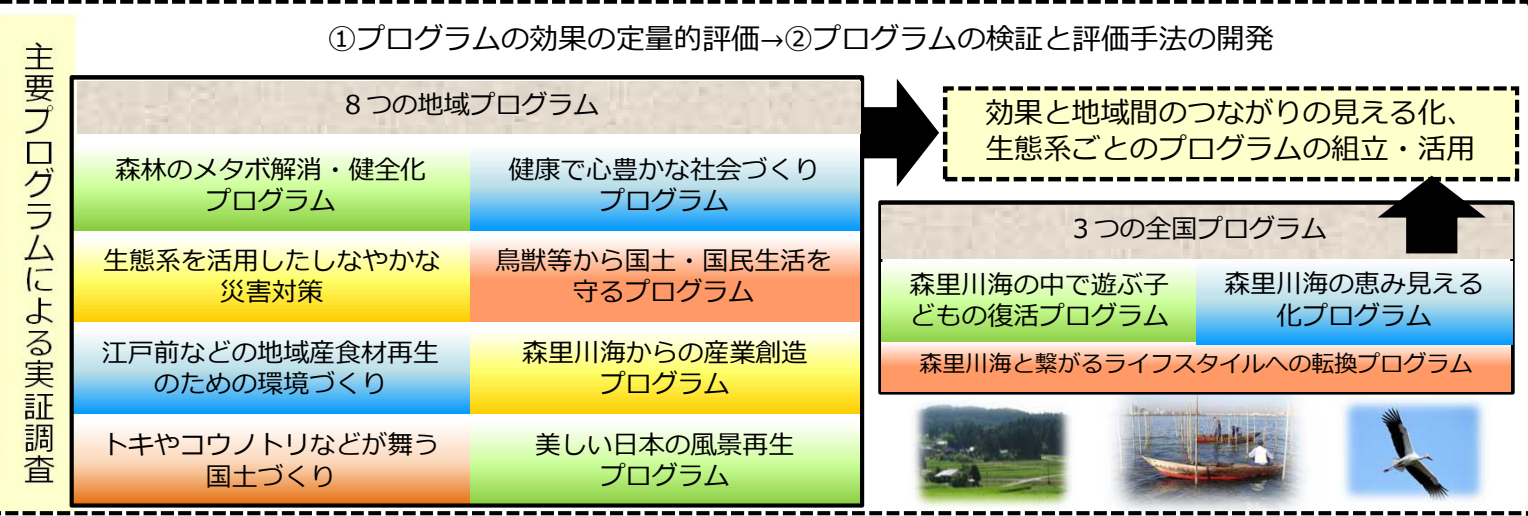 主要プログラムによる実証調査
①プログラムの効果の定量的評価→②プログラムの検証と評価手法の開発
8つの地域プログラム
森林のメタボ解消・健全化
プログラム
健康で心豊かな社会づくり
プログラム
生態系を活用したしなやかな
災害対策
鳥獣等から国土・国民生活を
守るプログラム
江戸前などの地域産食材再生
のための環境づくり
森里川海からの産業創造
プログラム
トキやコウノトリなどが舞う
国土づくり
美しい日本の風景再生
プログラム
効果と地域間のつながりの見える化、
生態系ごとのプログラムの組立・活用
3つの全国プログラム
森里川海の中で遊ぶ子
どもの復活プログラム
森里川海の恵み見える
化プログラム
森里川海と繋がるライフスタイルへの転換プログラム